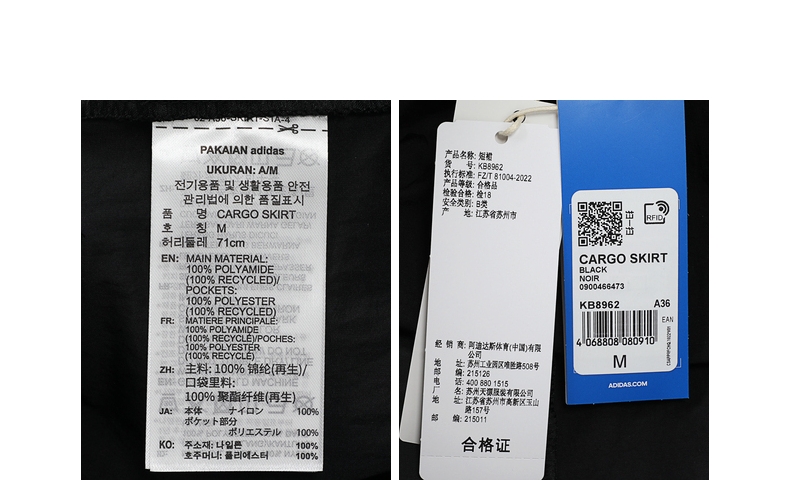 PAKAIAN adidas
UKURAN: A/M
전기용품 및 생활용품 안전
관리법에 의한 품질표시
품 명 CARGO SKIRT
호 칭 M
허리둘레 71cm
EN: MAIN MATERIAL:
100% POLYAMIDE
(100% RECYCLED)/
POCKETS:
100% POLYESTER
(100% RECYCLED)
FR: MATIERE PRINCIPALE:
100% POLYAMIDE
(100% RECYCLÉ)/POCHES:
100% POLYESTER
(100% RECYCLÉ)
ZH: 主料: 100% 锦纶(再生)/
口袋里料:
100% 聚酯纤维(再生)
JA: 本体 ナイロン 100%
ポケット部分
ポリエステル 100%
KO: 주소재: 나일론 100%
호주머니: 폴리에스터 100%
产品名称: 短裙
货 号: KB8962
执行标准: FZ/T 81004-2022
产品等级: 合格品
检验合格: 检18
安全类别: B类
产 地: 江苏省苏州市
经 销 商: 阿迪达斯体育(中国)有限
公司
地 址: 苏州工业园区唯胜路508号
邮 编: 215126
电 话: 400 880 1515
厂 名: 苏州天源服装有限公司
地 址: 江苏省苏州市高新区玉山
路157号
邮 编: 215011
合格证
RFID
CARGO SKIRT
BLACK
NOIR
0900466473
KB8962 A36
EAN
4 068808 080910
M
ADIDAS.COM